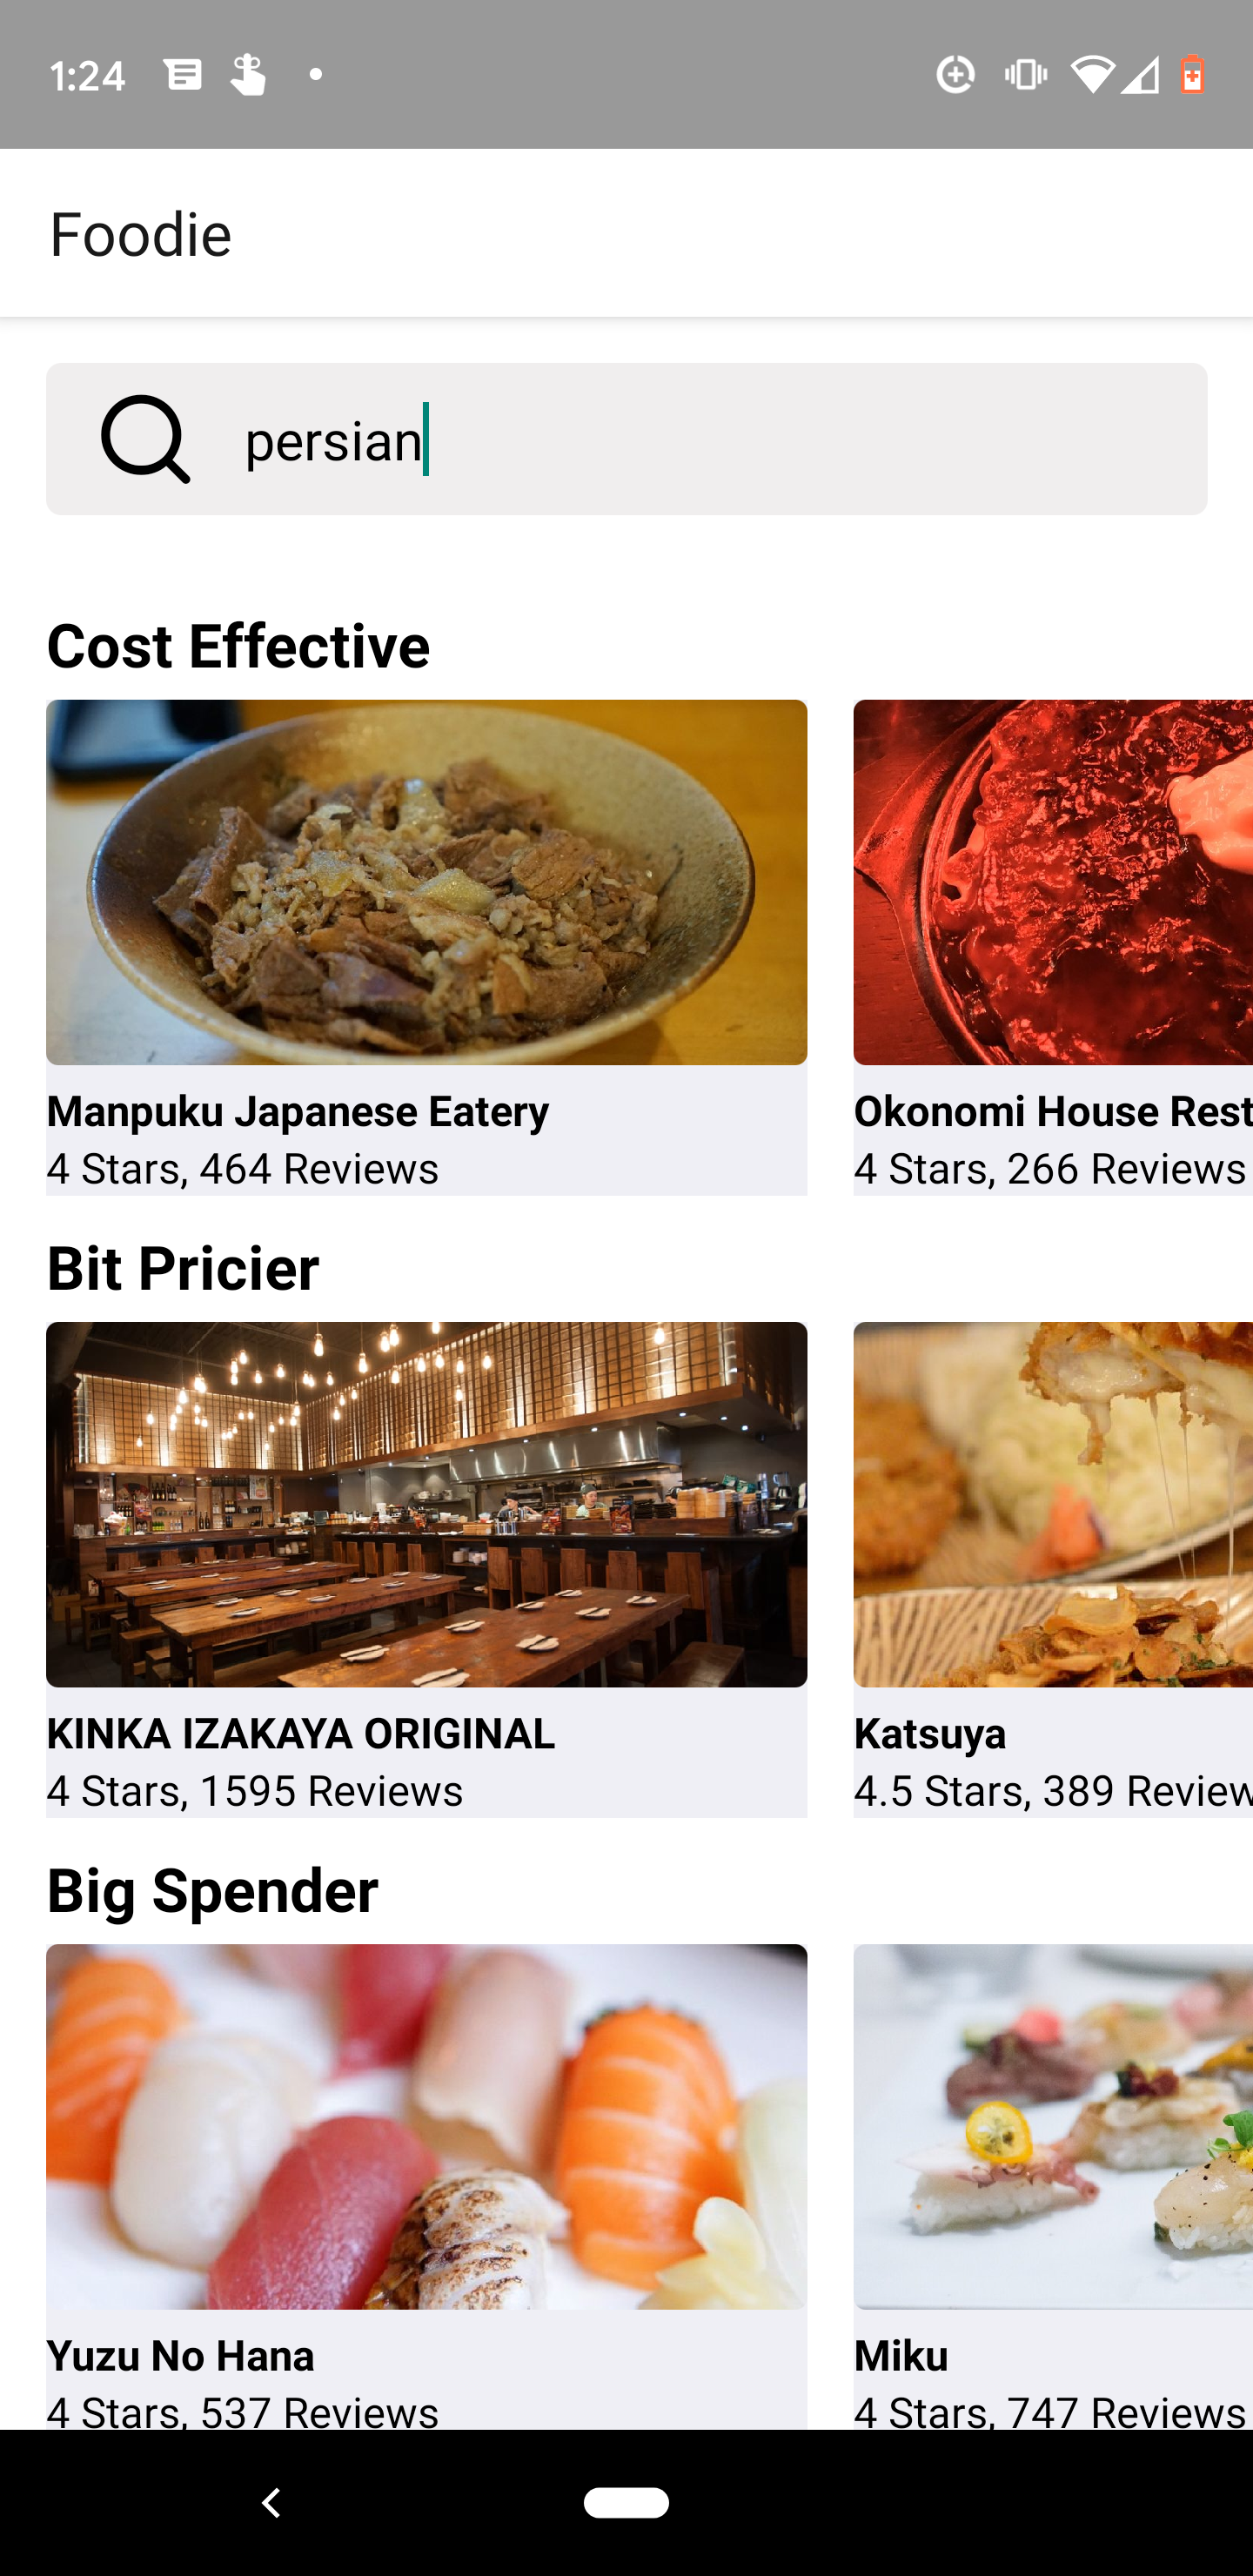 1:24
Foodie
persian
Cost Effective
Manpuku Japanese Eatery
4 Stars, 464 Reviews
Okonomi House Rest
4 Stars, 266 Reviews
Bit Pricier
KINKA IZAKAYA ORIGINAL
4 Stars, 1595 Reviews
Katsuya
4.5 Stars, 389 Review
Big Spender
Yuzu No Hana
4 Stars, 537 Reviews
Miku
4 Stars, 747 Reviews